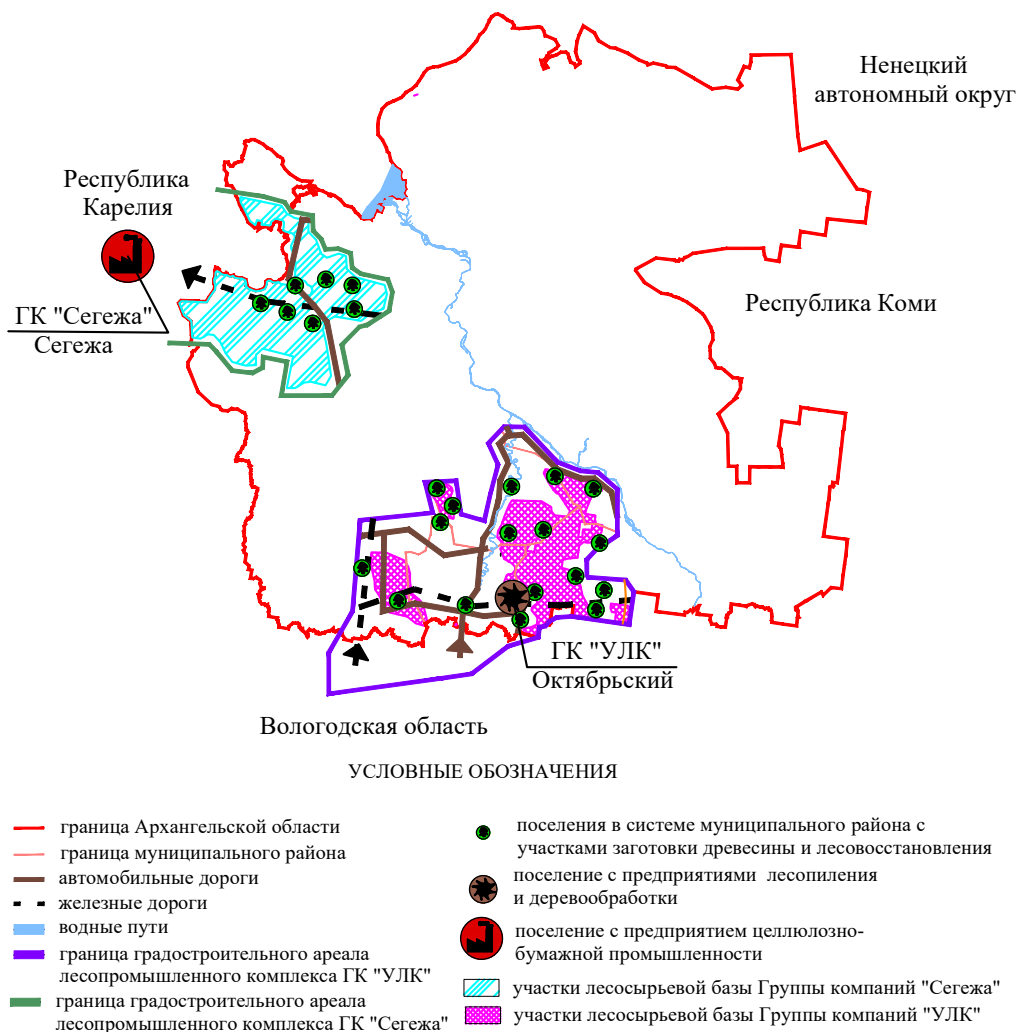 Ненецкий
автономный округ
Республика
Карелия
ГК "Сегежа"
Сегежа
Республика Коми
ГК "УЛК"
Октябрьский
Вологодская область
УСЛОВНЫЕ ОБОЗНАЧЕНИЯ
граница Архангельской области
граница муниципального района
автомобильные дороги
железные дороги
водные пути
граница градостроительного ареала
лесопромышленного комплекса ГК "УЛК"
граница градостроительного ареала
лесопромышленного комплекса ГК "Сегежа"
поселения в системе муниципального района с
участками заготовки древесины и лесовосстановления
поселение с предприятиями лесопиления
и деревообработки
поселение с предприятием целлюлозно-
бумажной промышленности
участки лесосырьевой базы Группы компаний "Сегежа"
участки лесосырьевой базы Группы компаний "УЛК"